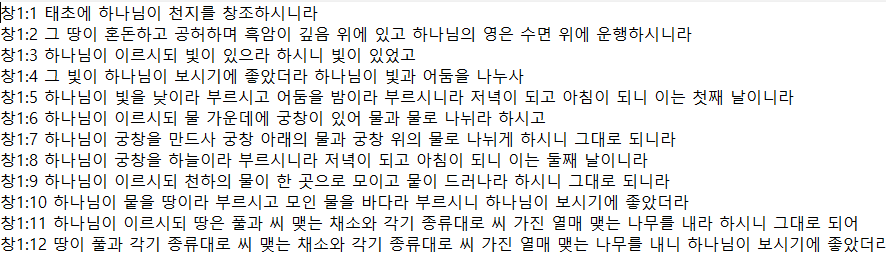 창1:1 태초에 하나님이 천지를 창조하시니라
창1:2 그 땅이 혼돈하고 공허하며 흑암이 깊음 위에 있고 하나님의 영은 수면 위에 운행하시니라
창1:3 하나님이 이르시되 빛이 있으라 하시니 빛이 있었고
창1:4 그 빛이 하나님이 보시기에 좋았더라 하나님이 빛과 어둠을 나누사
창1:5 하나님이 빛을 낮이라 부르시고 어둠을 밤이라 부르시니라 저녁이 되고 아침이 되니 이는 첫째 날이니라
창1:6 하나님이 이르시되 물 가운데에 궁창이 있어 물과 물로 나뉘라 하시고
창1:7 하나님이 궁창을 만드사 궁창 아래의 물과 궁창 위의 물로 나뉘게 하시니 그대로 되니라
창1:8 하나님이 궁창을 하늘이라 부르시니라 저녁이 되고 아침이 되니 이는 둘째 날이니라
창1:9 하나님이 이르시되 천하의 물이 한 곳으로 모이고 뭍이 드러나라 하시니 그대로 되니라
창1:10 하나님이 뭍을 땅이라 부르시고 모인 물을 바다라 부르시니 하나님이 보시기에 좋았더라
창1:11 하나님이 이르시되 땅은 풀과 씨 맺는 채소와 각기 종류대로 씨 가진 열매 맺는 나무를 내라 하시니 그대로 되어
창1:12 땅이 풀과 각기 종류대로 씨 맺는 채소와 각기 종류대로 씨 가진 열매 맺는 나무를 내니 하나님이 보시기에 좋았더라